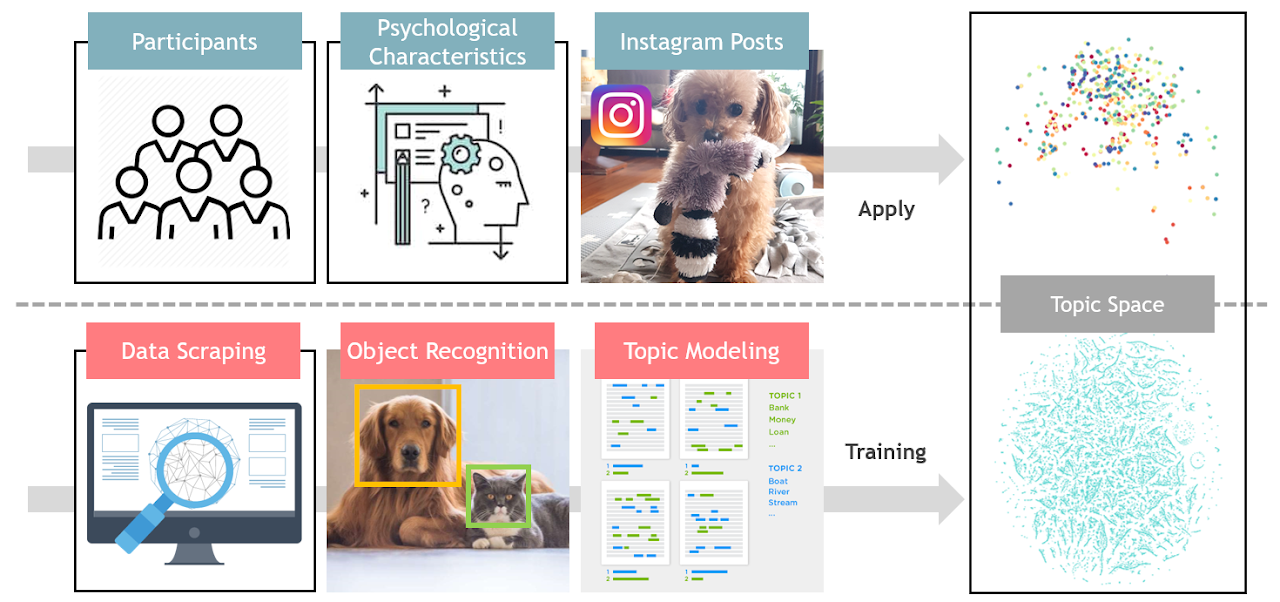 Participants
Psychological
Characteristics
Instagram Posts
Apply
Topic Space
Data Scraping
Object Recognition
Topic Modeling
TOPIC 1
Bank
Money
Loan
...
TOPIC 2
Boat
River
Stream
...
1
2
1
2
1
2
1
2
Training